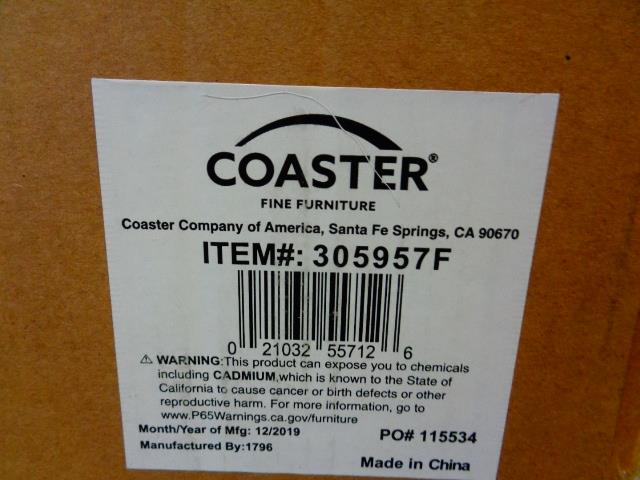 COASTER®
FINE FURNITURE
Coaster Company of America, Santa Fe Springs, CA 90670
ITEM#: 305957F
0 21032 55712 6
⚠ WARNING:This product can expose you to chemicals
including CADMIUM,which is known to the State of
California to cause cancer or birth defects or other
reproductive harm. For more information, go to
www.P65Warnings.ca.gov/furniture
Month/Year of Mfg: 12/2019
PO# 115534
Manufactured By:1796
Made in China